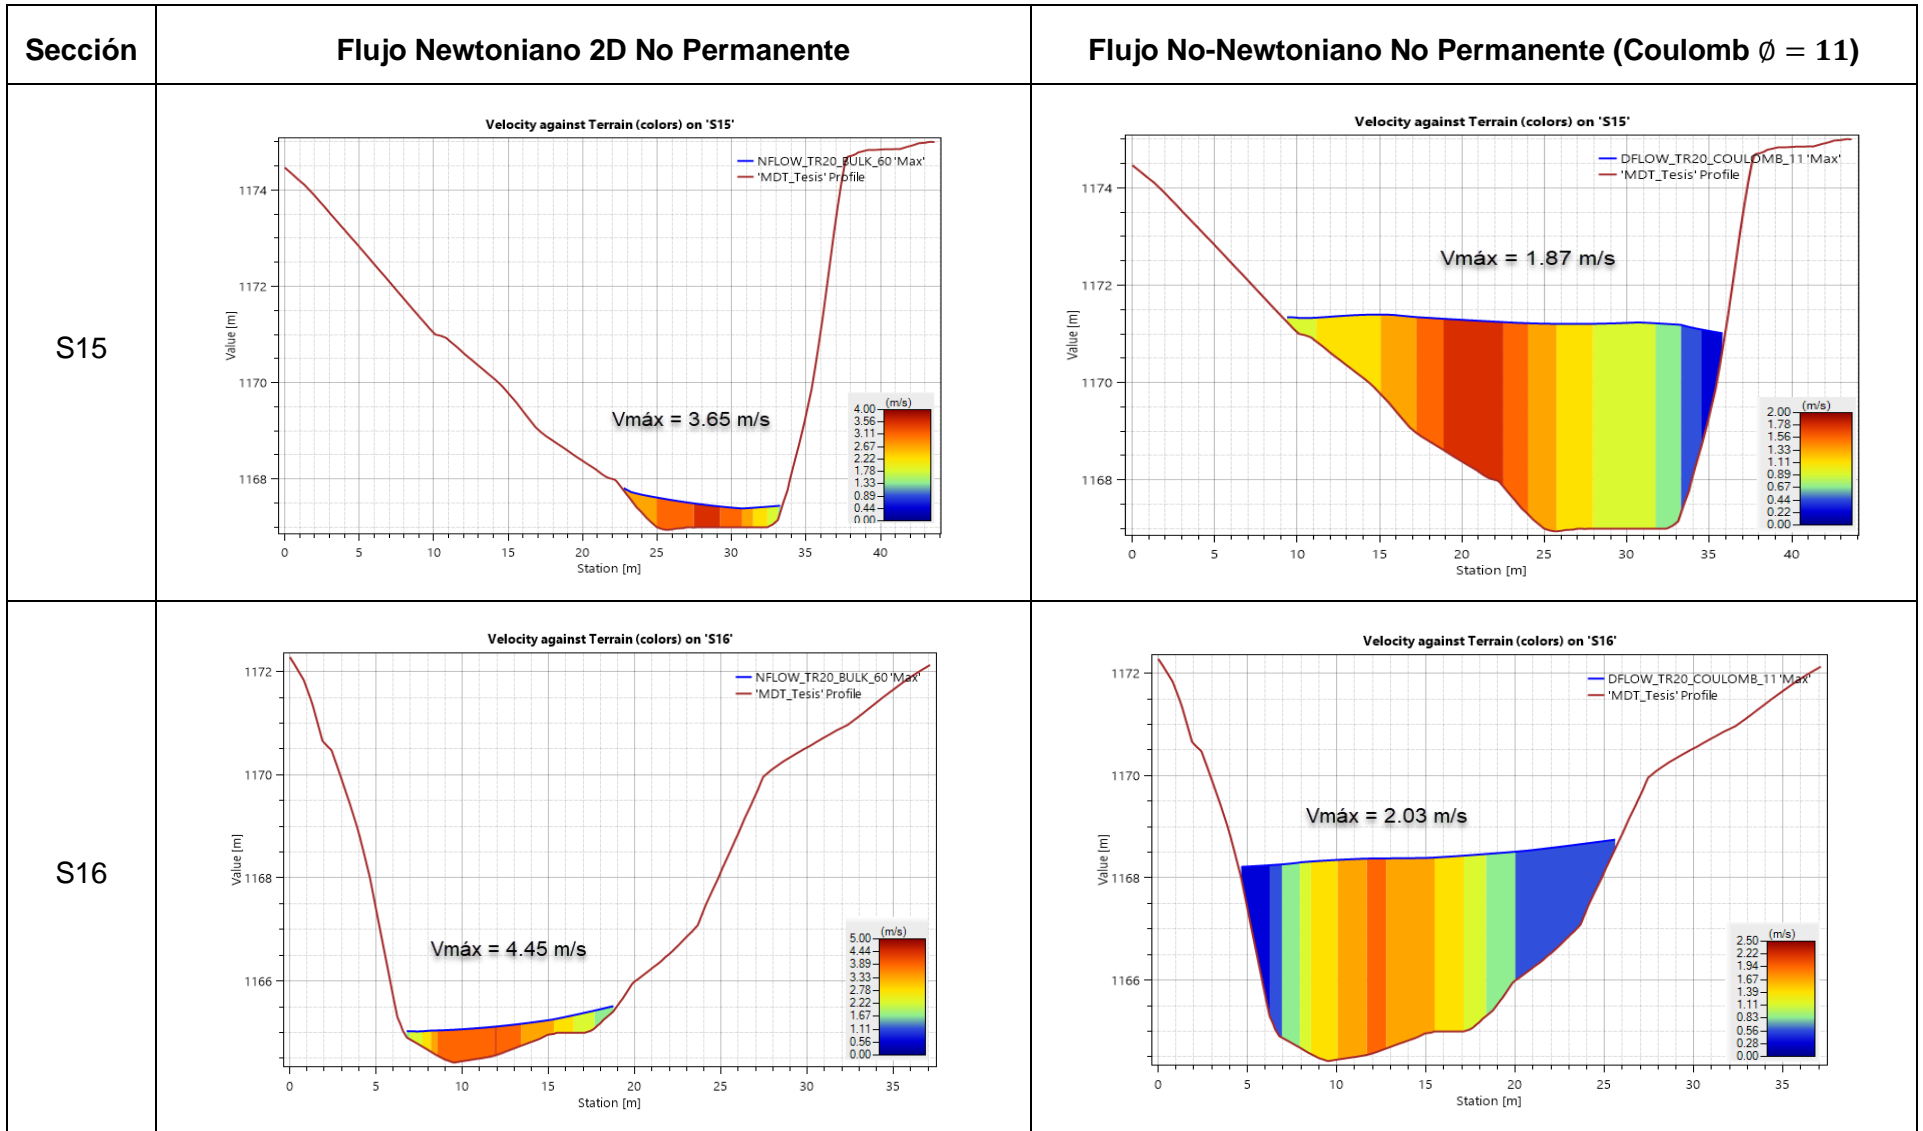 Sección
Flujo Newtoniano 2D No Permanente
Flujo No-Newtoniano No Permanente (Coulomb ∅ = 11)
S15
Velocity against Terrain (colors) on 'S15'
NFLOW_TR20_BULK_60 'Max'
'MDT_Tesis' Profile
1174
1172
1170
1168
Value [m]
Vmáx = 3.65 m/s
(m/s)
4.00
3.56
3.11
2.67
2.22
1.78
1.33
0.89
0.44
0.00
0 5 10 15 20 25 30 35 40
Station [m]
Velocity against Terrain (colors) on 'S15'
DFLOW_TR20_COULOMB_11 'Max'
'MDT_Tesis' Profile
1174
1172
1170
1168
Value [m]
Vmáx = 1.87 m/s
(m/s)
2.00
1.78
1.56
1.33
1.11
0.89
0.67
0.44
0.22
0.00
0 5 10 15 20 25 30 35 40
Station [m]
S16
Velocity against Terrain (colors) on 'S16'
NFLOW_TR20_BULK_60 'Max'
'MDT_Tesis' Profile
1172
1170
1168
1166
Value [m]
Vmáx = 4.45 m/s
(m/s)
5.00
4.44
3.89
3.33
2.78
2.22
1.67
1.11
0.56
0.00
0 5 10 15 20 25 30 35
Station [m]
Velocity against Terrain (colors) on 'S16'
DFLOW_TR20_COULOMB_11 'Max'
'MDT_Tesis' Profile
1172
1170
1168
1166
Value [m]
Vmáx = 2.03 m/s
(m/s)
2.50
2.22
1.94
1.67
1.39
1.11
0.83
0.56
0.28
0.00
0 5 10 15 20 25 30 35
Station [m]